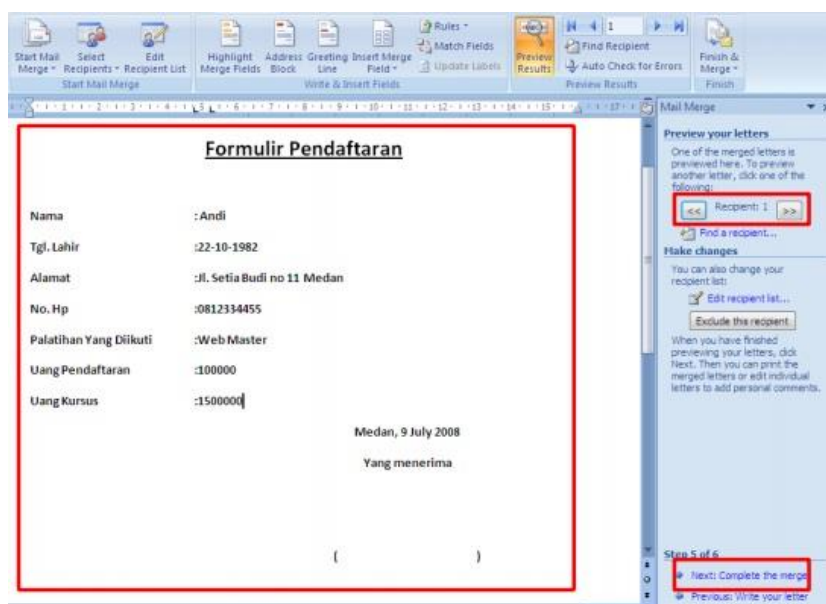 Rules
Match Fields
Update Labels
Start Mail Merge
Select Recipients
Edit Recipient List
Highlight Merge Fields
Address Block
Greeting Line
Insert Merge Field
Preview Results
1
Find Recipient
Auto Check for Errors
Finish & Merge
Start Mail Merge
Write & Insert Fields
Preview Results
Finish
Mail Merge
Formulir Pendaftaran
Nama : Andi
Tgl. Lahir :22-10-1982
Alamat :Jl. Setia Budi no 11 Medan
No. Hp :0812334455
Palatihan Yang Diikuti :Web Master
Uang Pendaftaran :100000
Uang Kursus :1500000
Medan, 9 July 2008
Yang menerima
( )
Preview your letters
One of the merged letters is
previewed here. To preview
another letter, click one of the
following:
<< Recipient: 1 >>
Find a recipient...
Make changes
You can also change your
recipient list:
Edit recipient list...
Exclude this recipient
When you have finished
previewing your letters, click
Next. Then you can print the
merged letters or edit individual
letters to add personal comments.
Step 5 of 6
Next: Complete the merge
Previous: Write your letter